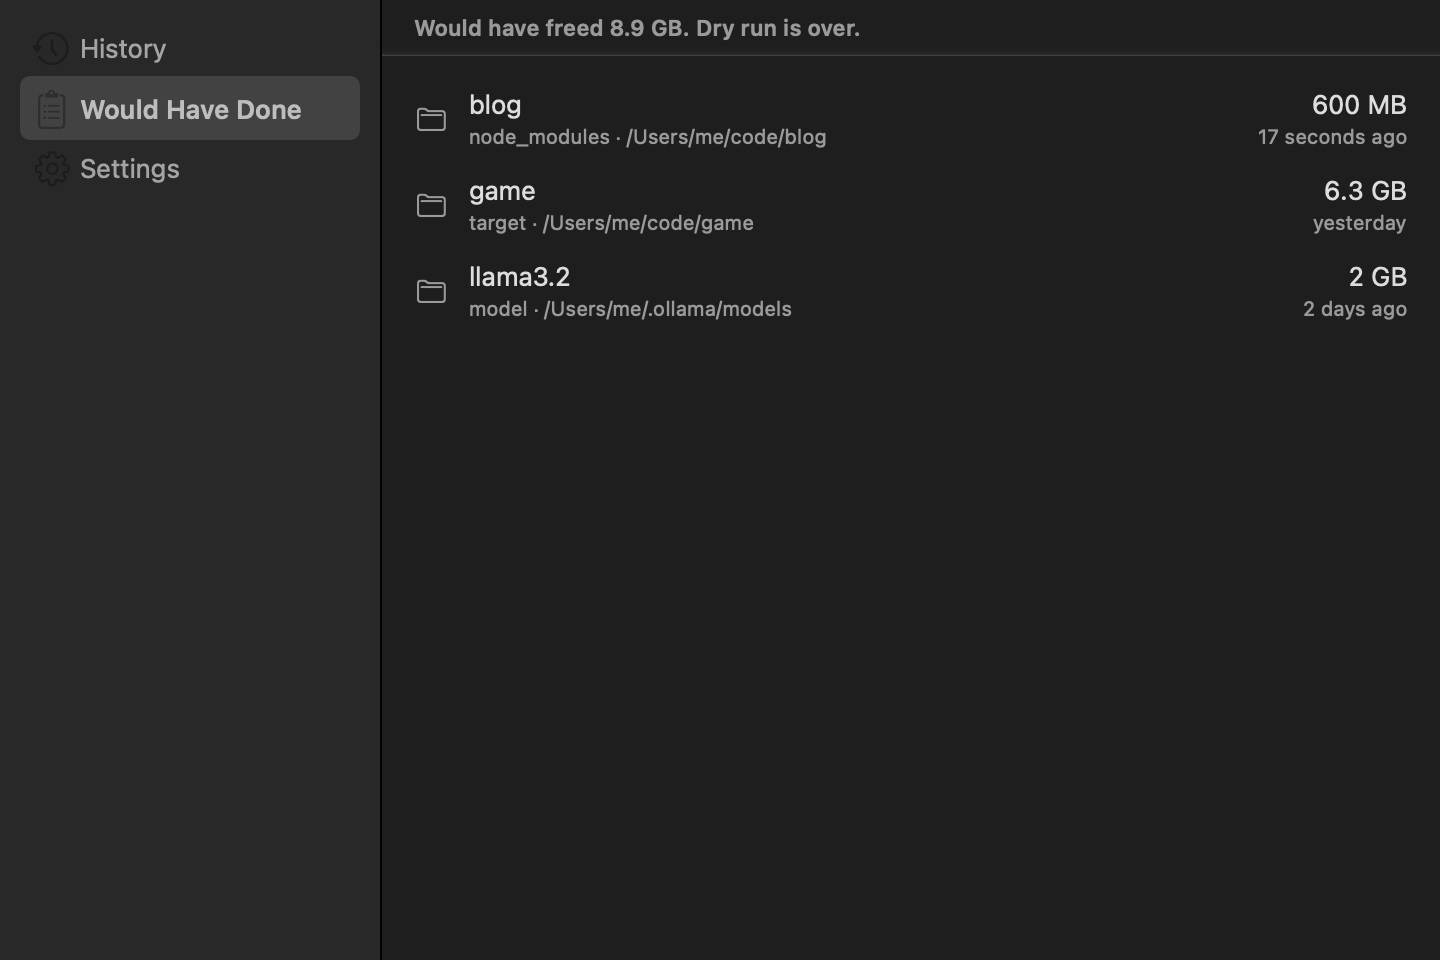 History
Would Have Done
Settings
Would have freed 8.9 GB. Dry run is over.
blog
600 MB
node_modules · /Users/me/code/blog
17 seconds ago
game
6.3 GB
target · /Users/me/code/game
yesterday
llama3.2
2 GB
model · /Users/me/.ollama/models
2 days ago